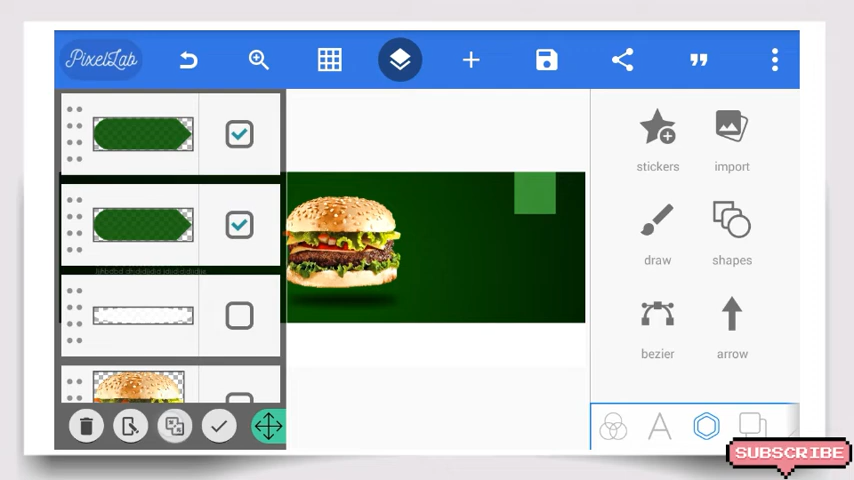 PixelLab
stickers
import
draw
shapes
bezier
arrow
SUBSCRIBE